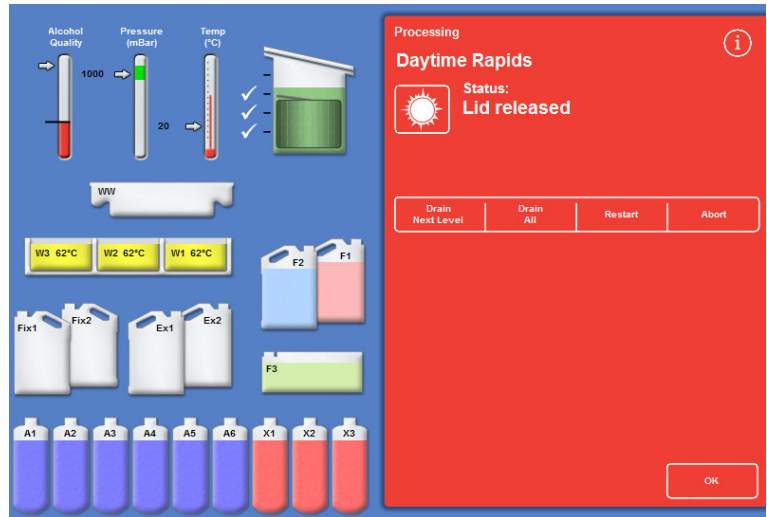 Alcohol
Quality
Pressure
(mBar)
Temp
(°C)
1000
20
WW
W3 62°C
W2 62°C
W1 62°C
F2
F1
Fix1
Fix2
Ex1
Ex2
F3
A1
A2
A3
A4
A5
A6
X1
X2
X3
Processing
i
Daytime Rapids
Status:
Lid released
Drain
Next Level
Drain
All
Restart
Abort
OK